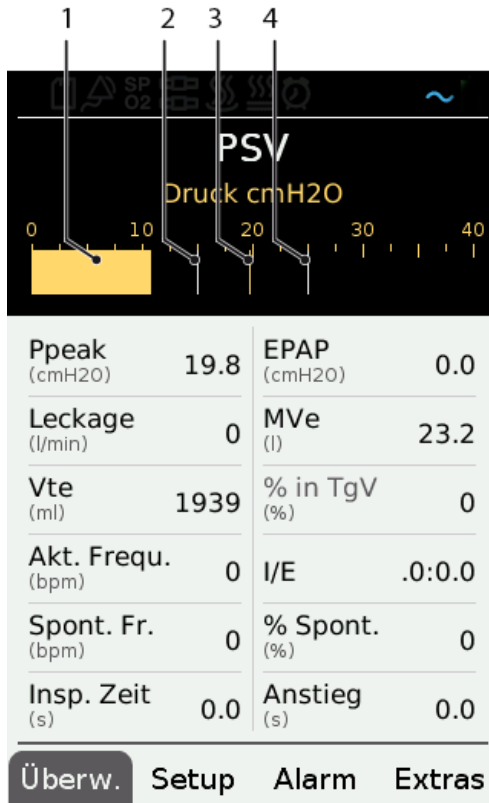 1 2 3 4
SP
O2
PSV
Druck cmH2O
0 10 20 30 40
Ppeak 19.8 EPAP 0.0
(cmH2O) (cmH2O)
Leckage 0 MVe 23.2
(l/min) (l)
Vte 1939 % in TgV 0
(ml) (%)
Akt. Frequ. 0 I/E .0:0.0
(bpm)
Spont. Fr. 0 % Spont. 0
(bpm) (%)
Insp. Zeit 0.0 Anstieg 0.0
(s) (s)
Überw. Setup Alarm Extras